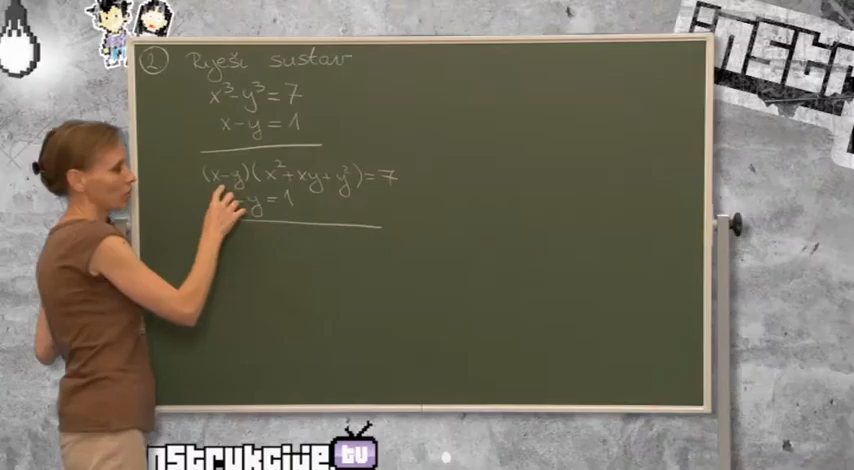 ② Riješi sustav
x³-y³=7
x-y=1
(x-y)(x²+xy+y²)=7
-y=1
nstrukcije tv